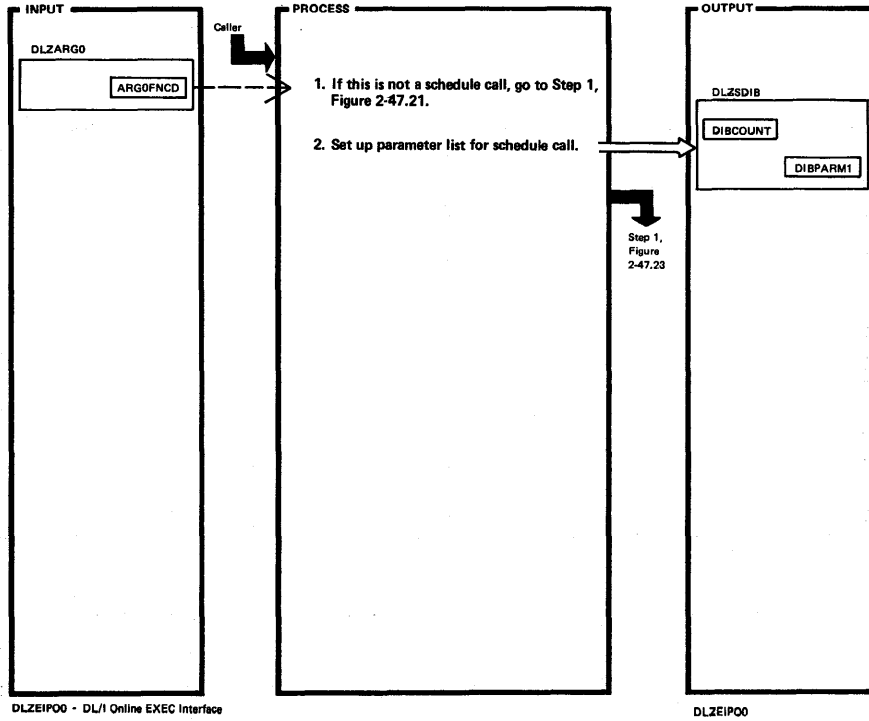 INPUT
PROCESS
OUTPUT
Caller
DLZARG0
ARG0FNCD
1. If this is not a schedule call, go to Step 1,
Figure 2-47.21.
2. Set up parameter list for schedule call.
DLZSDIB
DIBCOUNT
DIBPARM1
Step 1,
Figure
2-47.23
DLZEIPO0 - DL/I Online EXEC Interface
DLZEIPO0